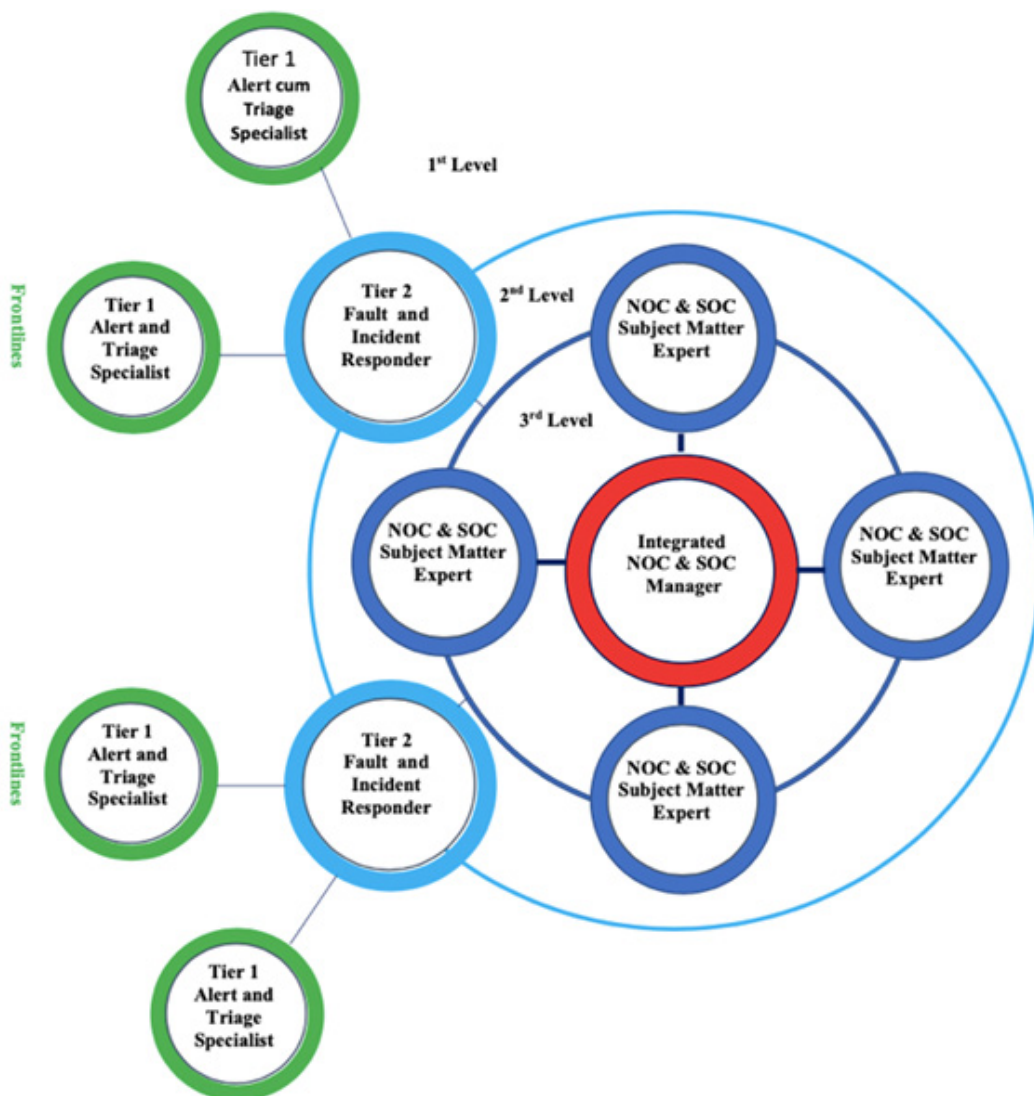 Tier 1
Alert cum
Triage
Specialist
1st Level
Frontlines
Tier 1
Alert and
Triage
Specialist
Tier 2
Fault and
Incident
Responder
2nd Level
NOC & SOC
Subject Matter
Expert
3rd Level
NOC & SOC
Subject Matter
Expert
Integrated
NOC & SOC
Manager
NOC & SOC
Subject Matter
Expert
Frontlines
Tier 1
Alert and
Triage
Specialist
Tier 2
Fault and
Incident
Responder
NOC & SOC
Subject Matter
Expert
Tier 1
Alert and
Triage
Specialist